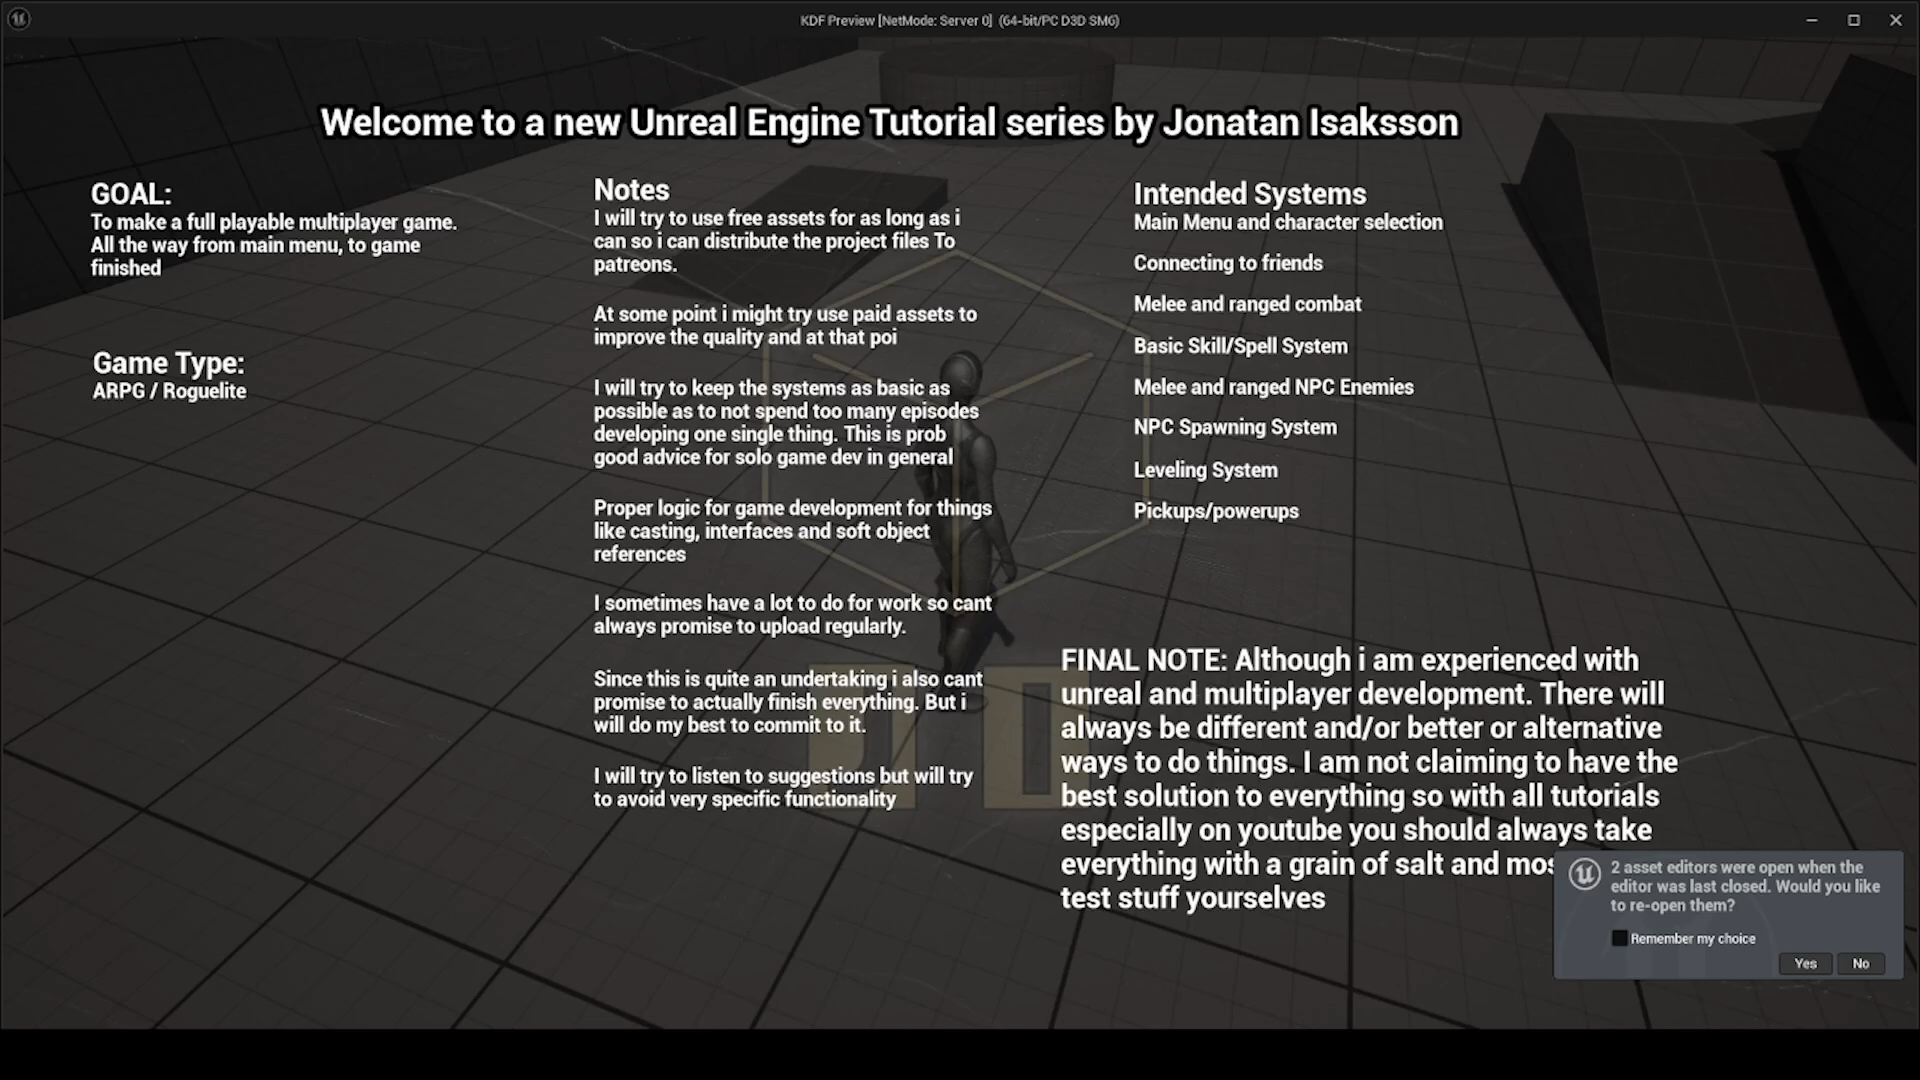 KDF Preview [NetMode: Server 0] (64-bit/PC D3D SM6)
Welcome to a new Unreal Engine Tutorial series by Jonatan Isaksson
GOAL:
To make a full playable multiplayer game.
All the way from main menu, to game
finished
Game Type:
ARPG / Roguelite
Notes
I will try to use free assets for as long as i
can so i can distribute the project files To
patreons.
At some point i might try use paid assets to
improve the quality and at that poi
I will try to keep the systems as basic as
possible as to not spend too many episodes
developing one single thing. This is prob
good advice for solo game dev in general
Proper logic for game development for things
like casting, interfaces and soft object
references
I sometimes have a lot to do for work so cant
always promise to upload regularly.
Since this is quite an undertaking i also cant
promise to actually finish everything. But i
will do my best to commit to it.
I will try to listen to suggestions but will try
to avoid very specific functionality
Intended Systems
Main Menu and character selection
Connecting to friends
Melee and ranged combat
Basic Skill/Spell System
Melee and ranged NPC Enemies
NPC Spawning System
Leveling System
Pickups/powerups
FINAL NOTE: Although i am experienced with
unreal and multiplayer development. There will
always be different and/or better or alternative
ways to do things. I am not claiming to have the
best solution to everything so with all tutorials
especially on youtube you should always take
everything with a grain of salt and mos
test stuff yourselves
2 asset editors were open when the
editor was last closed. Would you like
to re-open them?
Remember my choice
Yes No